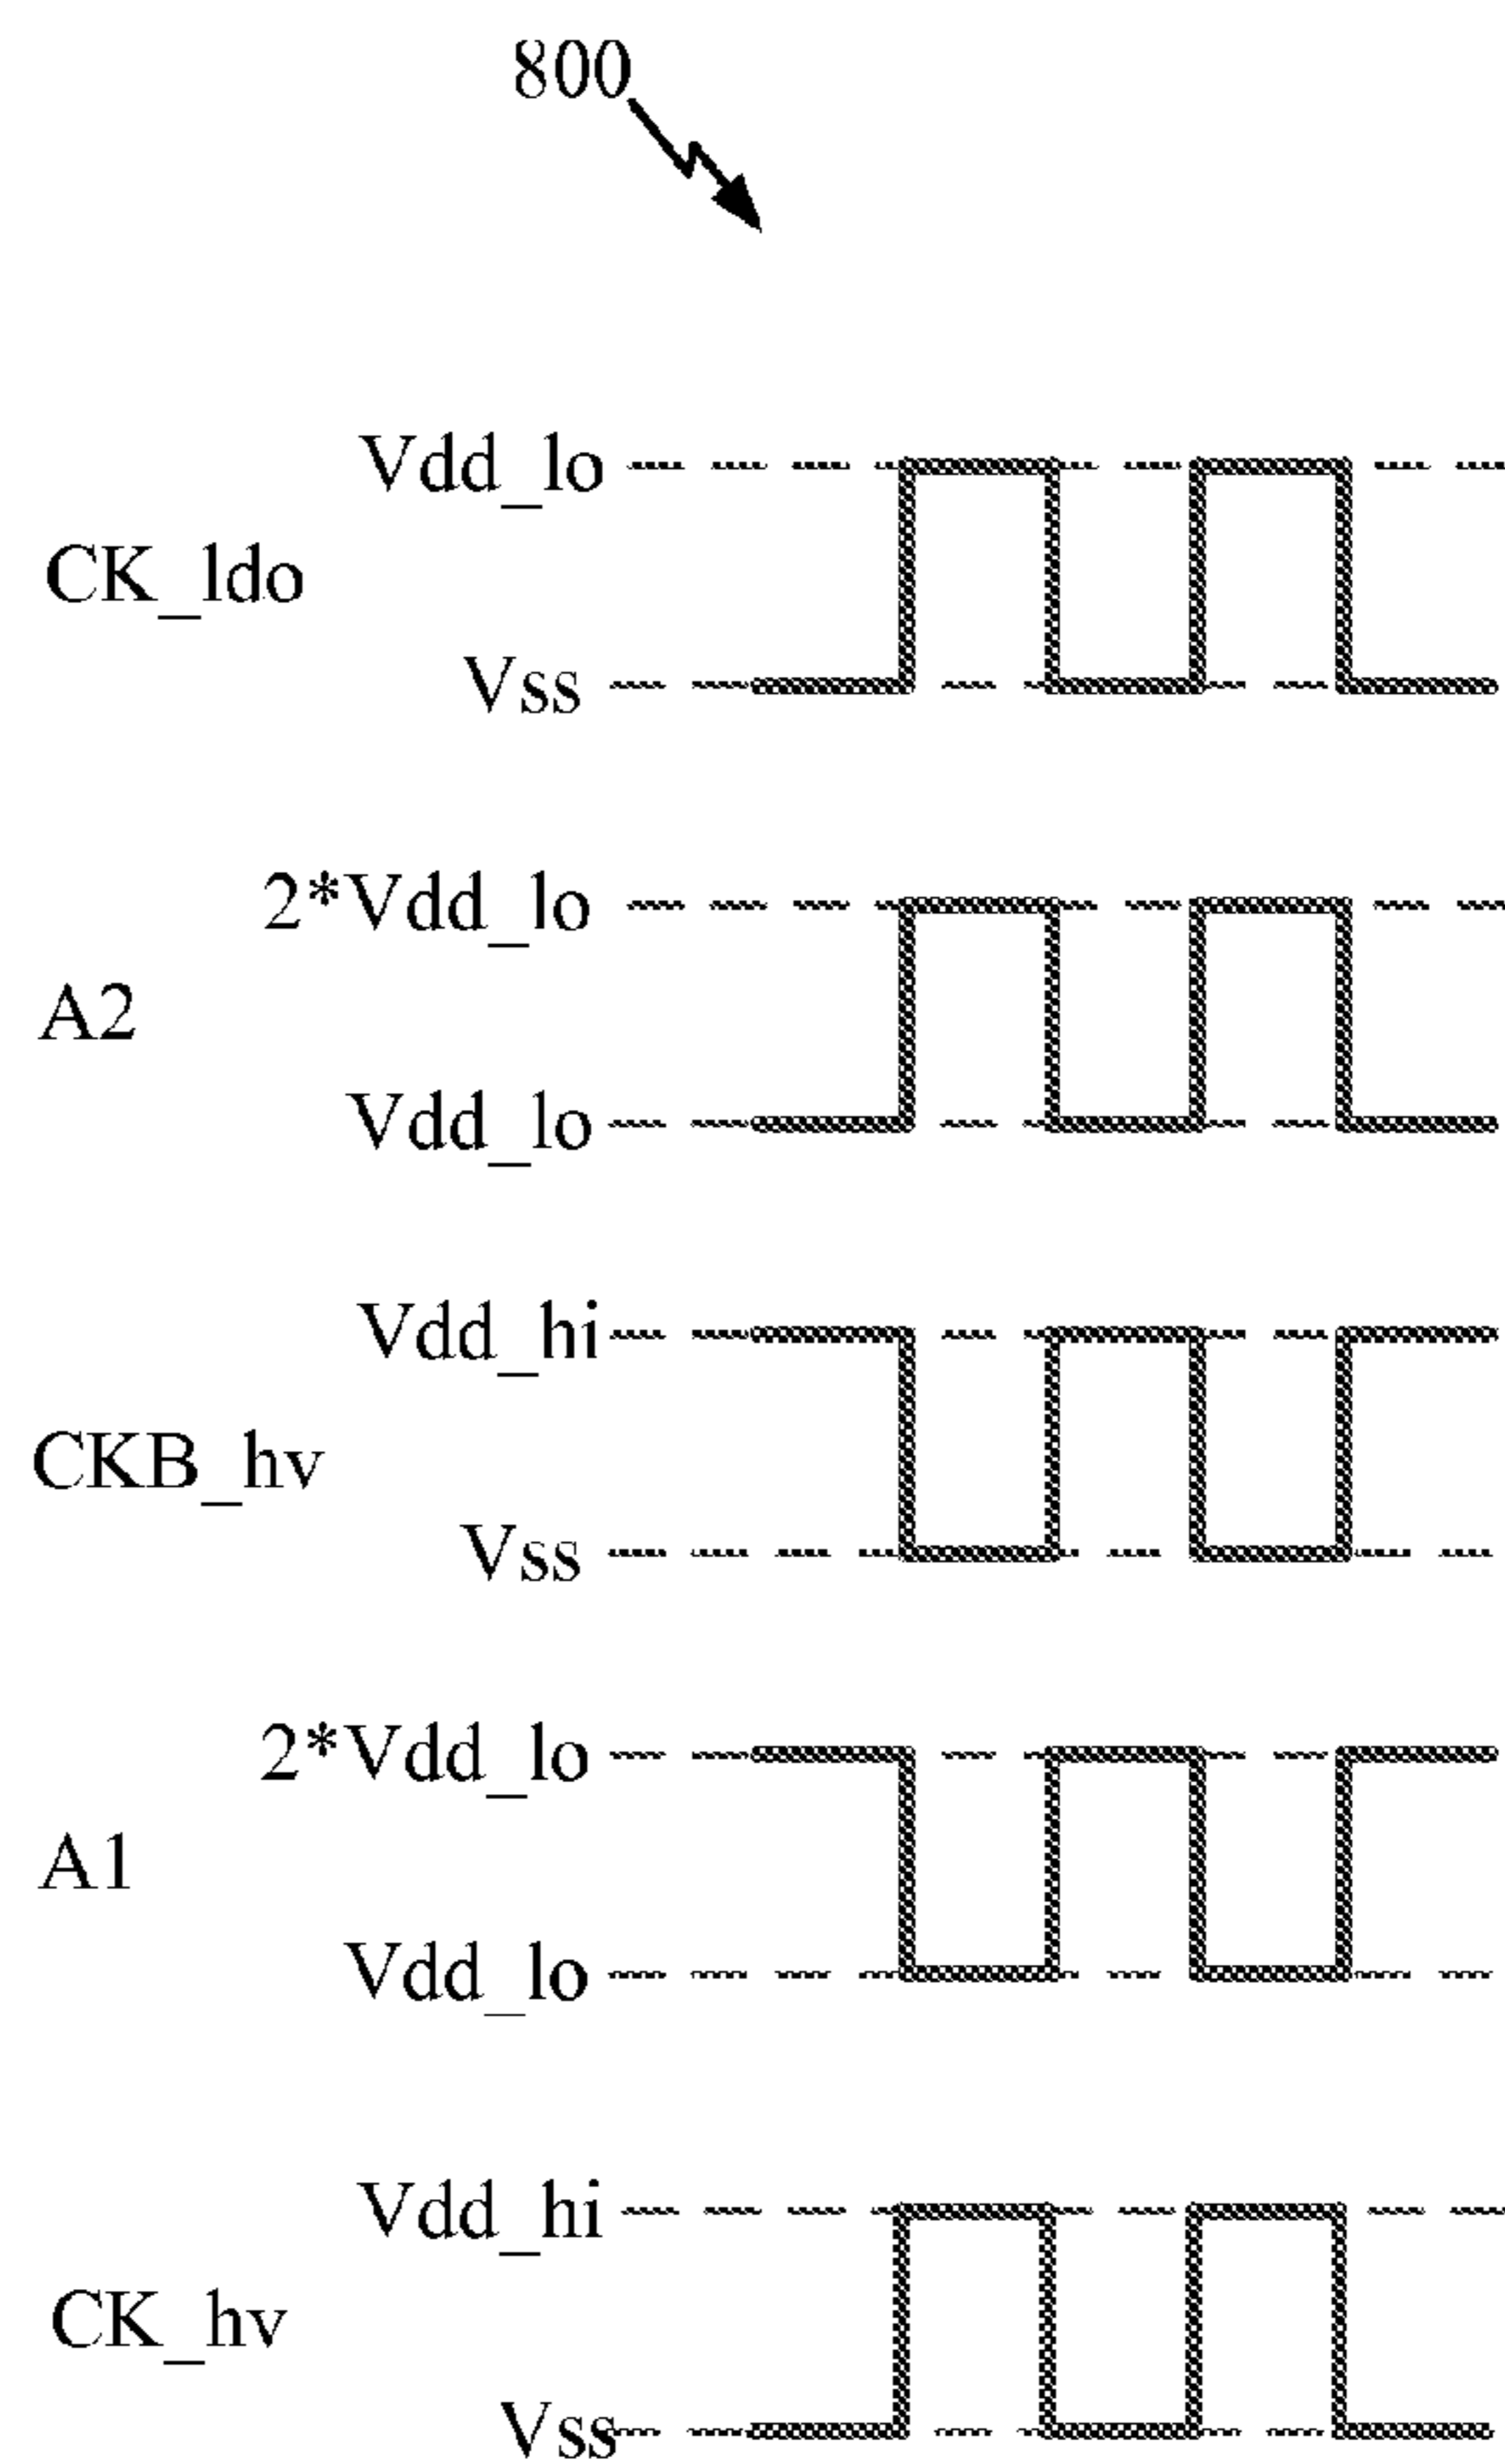 800
Vdd_lo
CK_ldo
Vss
2*Vdd_lo
A2
Vdd_lo
Vdd_hi
CKB_hv
Vss
2*Vdd_lo
A1
Vdd_lo
Vdd_hi
CK_hv
Vss